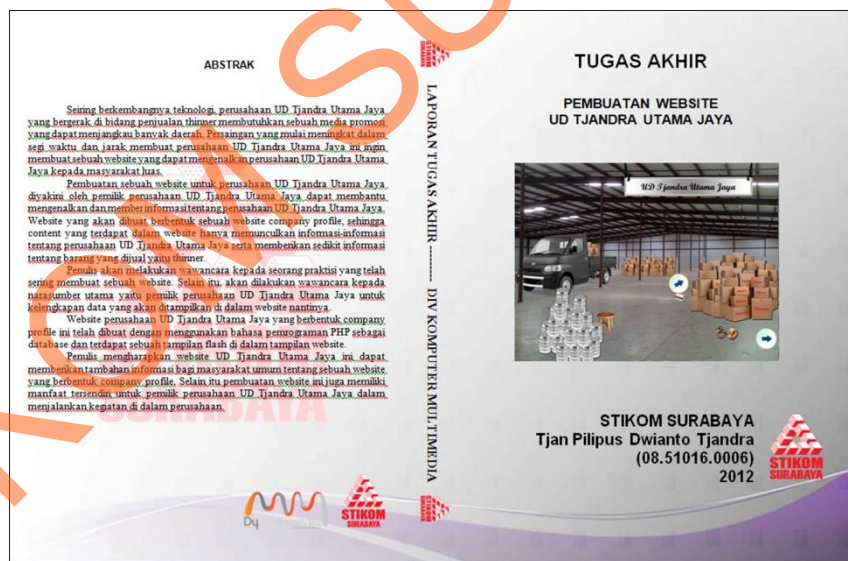 ABSTRAK
Seiring berkembangnya teknologi, perusahaan UD Tjandra Utama Jaya
yang bergerak di bidang penjualan thinner membutuhkan sebuah media promosi
yang dapat menjangkau banyak daerah. Persaingan yang mulai meningkat dalam
segi waktu dan jarak membuat perusahaan UD Tjandra Utama Jaya ini ingin
membuat sebuah website yang dapat mengenalkan perusahaan UD Tjandra Utama
Jaya kepada masyarakat luas.
Pembuatan sebuah website untuk perusahaan UD Tjandra Utama Jaya
diyakini oleh pemilik perusahaan UD Tjandra Utama Jaya dapat membantu
mengenalkan dan memberi informasi tentang perusahaan UD Tjandra Utama Jaya.
Website yang akan dibuat berbentuk sebuah website company profile, sehingga
content yang terdapat dalam website hanya memunculkan informasi-informasi
tentang perusahaan UD Tjandra Utama Jaya serta memberikan sedikit informasi
tentang barang yang dijual yaitu thinner.
Penulis akan melakukan wawancara kepada seorang praktisi yang telah
sering membuat sebuah website. Selain itu, akan dilakukan wawancara kepada
narasumber utama yaitu pemilik perusahaan UD Tjandra Utama Jaya untuk
kelengkapan data yang akan ditampilkan di dalam website nantinya.
Website perusahaan UD Tjandra Utama Jaya yang berbentuk company
profile ini telah dibuat dengan menggunakan bahasa pemrograman PHP sebagai
database dan terdapat sebuah tampilan flash di dalam tampilan website.
Penulis mengharapkan website UD Tjandra Utama Jaya ini dapat
memberikan tambahan informasi bagi masyarakat umum tentang sebuah website
yang berbentuk company profile. Selain itu pembuatan website ini juga memiliki
manfaat tersendiri untuk pemilik perusahaan UD Tjandra Utama Jaya dalam
menjalankan kegiatan di dalam perusahaan.
SURABAYA
STIKOM
SURABAYA
STIKOM
SURABAYA
LAPORAN TUGAS AKHIR --------- DIV KOMPUTER MULTIMEDIA
STIKOM
SURABAYA
TUGAS AKHIR
PEMBUATAN WEBSITE
UD TJANDRA UTAMA JAYA
UD Tjandra Utama Jaya
STIKOM SURABAYA
Tjan Pilipus Dwianto Tjandra
(08.51016.0006)
2012
STIKOM
SURABAYA